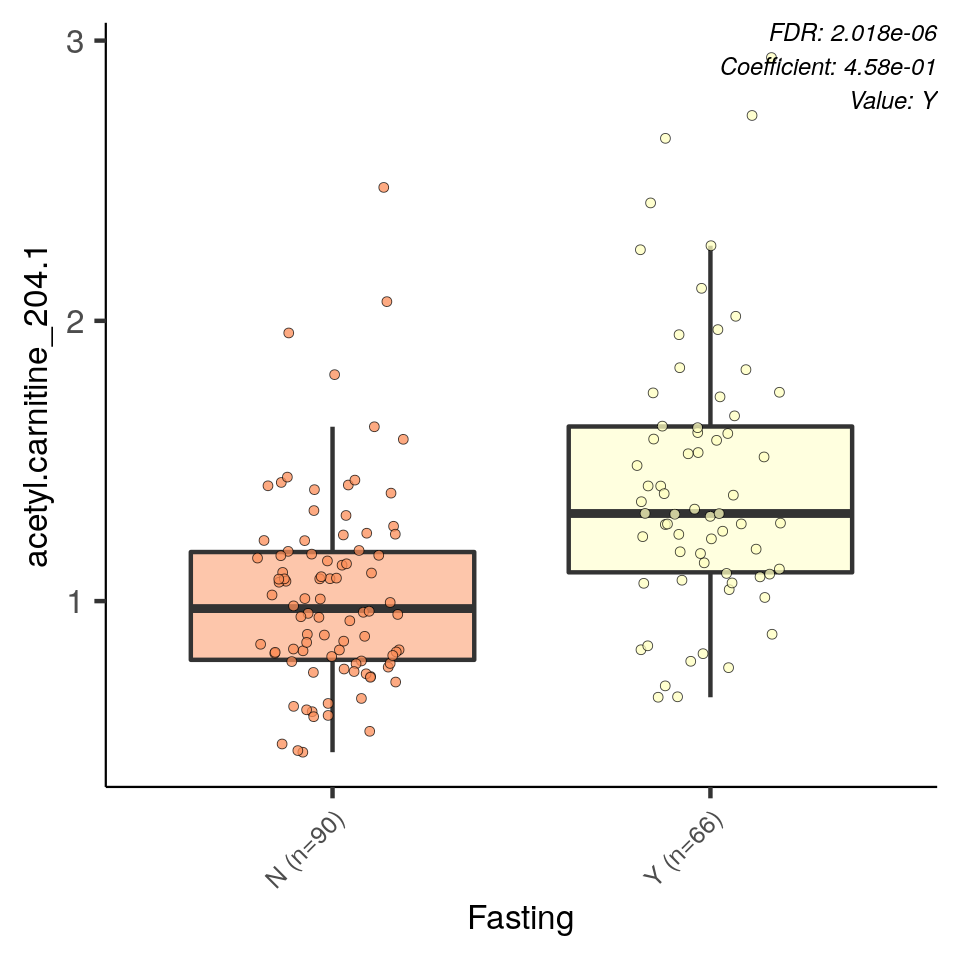 FDR: 2.018e-06
Coefficient: 4.58e-01
Value: Y
3
2
1
acetyl.carnitine_204.1
N (n=90)
Y (n=66)
Fasting